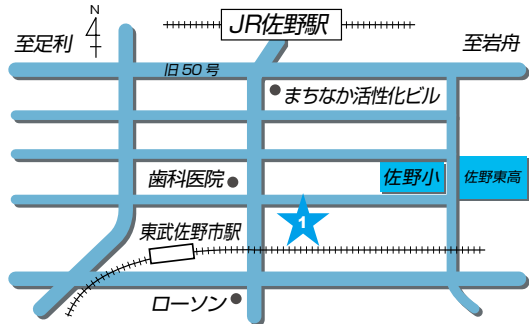 N
JR佐野駅
至足利
至岩舟
旧50号
まちなか活性化ビル
歯科医院
佐野小
佐野東高
1
東武佐野市駅
ローソン